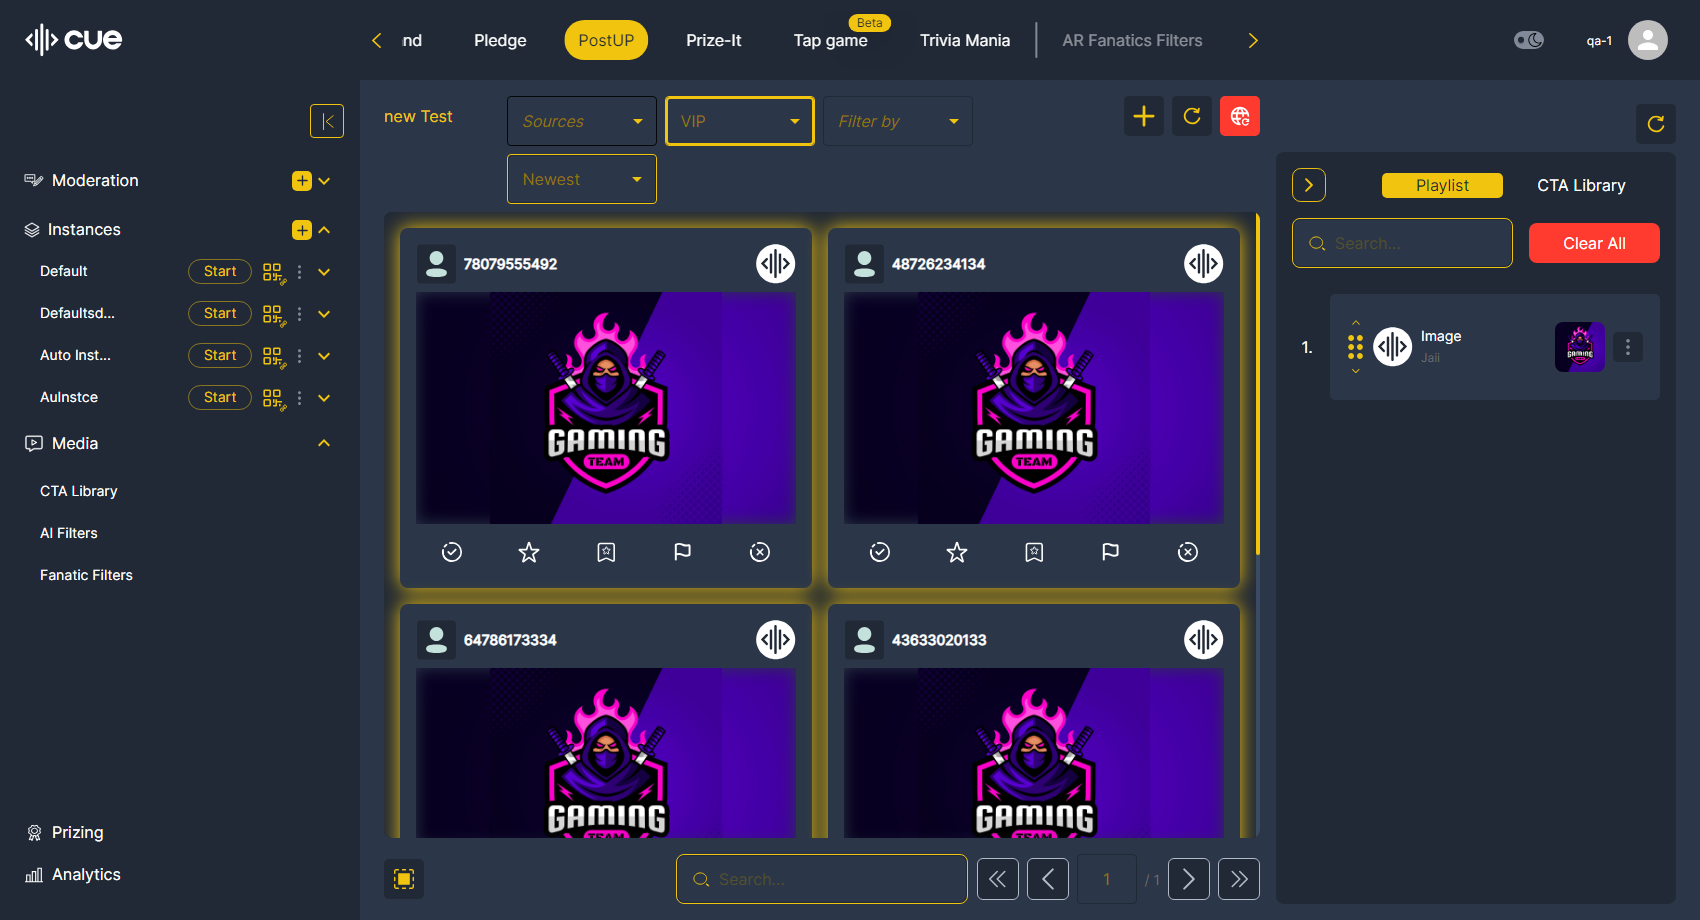 cue
nd
Pledge
PostUP
Prize-It
Beta
Tap game
Trivia Mania
AR Fanatics Filters
qa-1
Moderation
Instances
Default
Start
Defaultsd...
Start
Auto Inst...
Start
AuInstce
Start
Media
CTA Library
AI Filters
Fanatic Filters
Prizing
Analytics
new Test
Sources
VIP
Filter by
Newest
78079555492
GAMING
TEAM
48726234134
GAMING
TEAM
64786173334
GAMING
TEAM
43633020133
GAMING
TEAM
Search...
1
/ 1
Playlist
CTA Library
Search...
Clear All
1.
Image
Jaii
GAMING